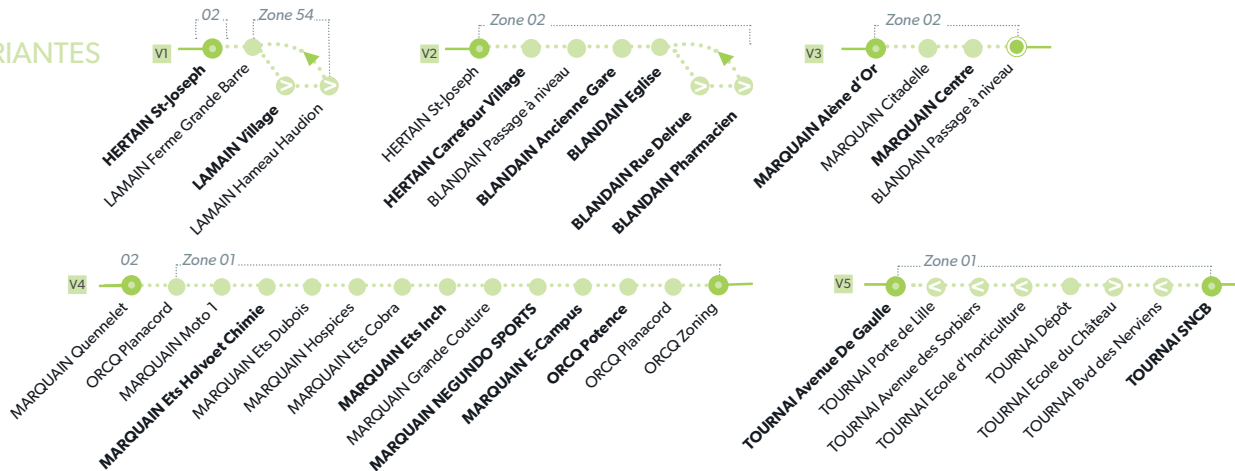 RIANTES
V1
02
Zone 54
HERTAIN St-Joseph
LAMAIN Ferme Grande Barre
LAMAIN Village
LAMAIN Hameau Haudion
V2
Zone 02
HERTAIN St-Joseph
HERTAIN Carrefour Village
BLANDAIN Passage à niveau
BLANDAIN Ancienne Gare
BLANDAIN Eglise
BLANDAIN Rue Delrue
BLANDAIN Pharmacien
V3
Zone 02
MARQUAIN Alène d'Or
MARQUAIN Citadelle
MARQUAIN Centre
BLANDAIN Passage à niveau
V4
02
Zone 01
MARQUAIN Quennelet
ORCQ Planacord
MARQUAIN Moto 1
MARQUAIN Ets Holvoet Chimie
MARQUAIN Ets Dubois
MARQUAIN Hospices
MARQUAIN Ets Cobra
MARQUAIN Ets Inch
MARQUAIN Grande Couture
MARQUAIN NEGUNDO SPORTS
MARQUAIN E-Campus
ORCQ Potence
ORCQ Planacord
ORCQ Zoning
V5
Zone 01
TOURNAI Avenue De Gaulle
TOURNAI Porte de Lille
TOURNAI Avenue des Sorbiers
TOURNAI Ecole d'horticulture
TOURNAI Dépôt
TOURNAI Ecole du Château
TOURNAI Bvd des Nerviens
TOURNAI SNCB